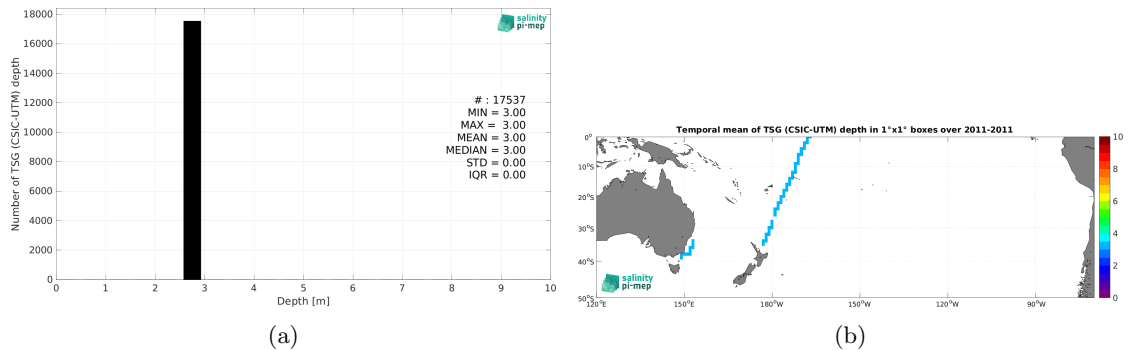 18000
16000
14000
12000
10000
8000
6000
4000
2000
0
Number of TSG (CSIC-UTM) depth
0 1 2 3 4 5 6 7 8 9 10
Depth [m]
salinity
pi-mep
# : 17537
MIN = 3.00
MAX = 3.00
MEAN = 3.00
MEDIAN = 3.00
STD = 0.00
IQR = 0.00
(a)
Temporal mean of TSG (CSIC-UTM) depth in 1°x1° boxes over 2011-2011
0°
10°S
20°S
30°S
40°S
50°S
120°E 150°E 180°W 150°W 120°W 90°W
salinity
pi-mep
10
8
6
4
2
0
(b)